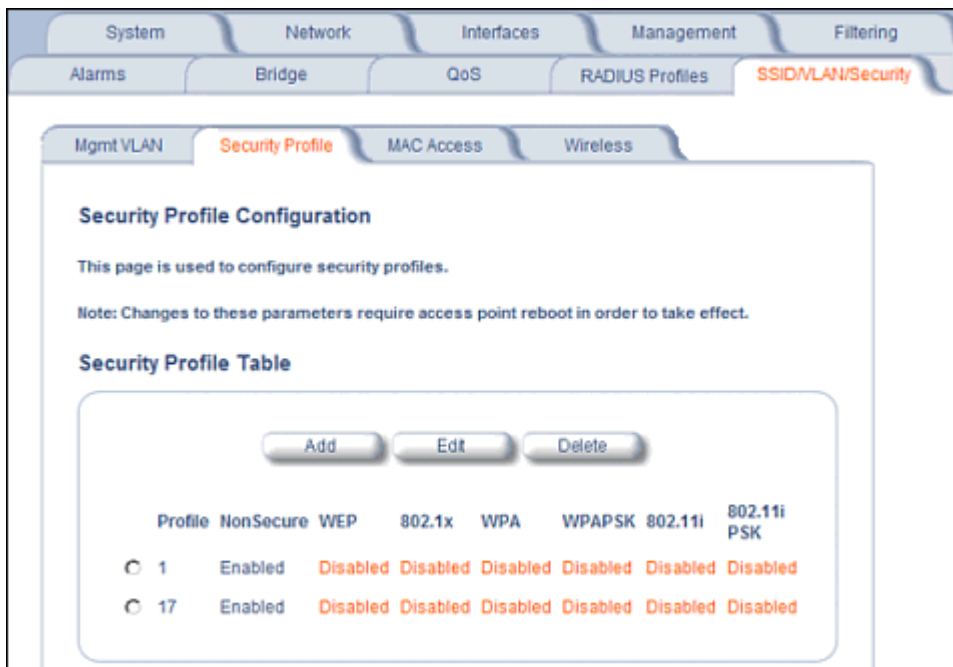 System Network Interfaces Management Filtering
Alarms Bridge QoS RADIUS Profiles SSID/VLAN/Security
Mgmt VLAN Security Profile MAC Access Wireless
Security Profile Configuration
This page is used to configure security profiles.
Note: Changes to these parameters require access point reboot in order to take effect.
Security Profile Table
Add Edit Delete
Profile NonSecure WEP 802.1x WPA WPAPSK 802.11i 802.11i PSK
1 Enabled Disabled Disabled Disabled Disabled Disabled Disabled
17 Enabled Disabled Disabled Disabled Disabled Disabled Disabled